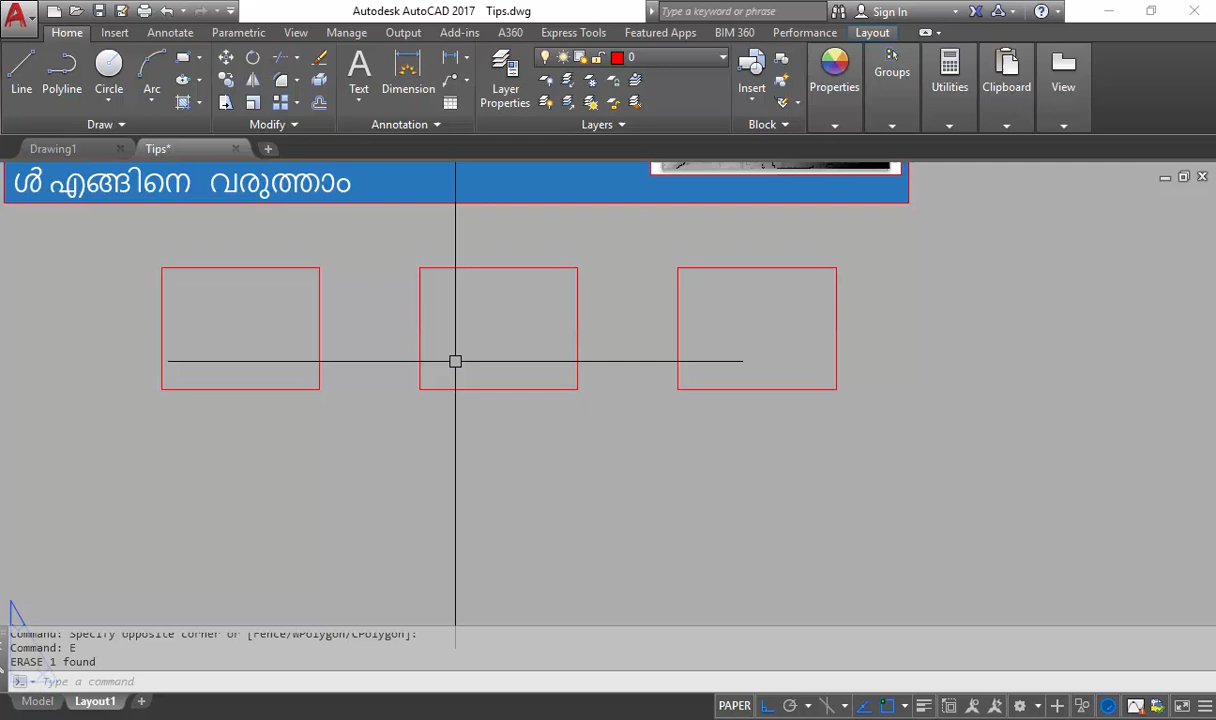 Autodesk AutoCAD 2017 Tips.dwg
Type a keyword or phrase
Sign In
Home Insert Annotate Parametric View Manage Output Add-ins A360 Express Tools Featured Apps BIM 360 Performance Layout
0
Line Polyline Circle Arc Text Dimension Layer Properties Insert Properties Groups Utilities Clipboard View
Draw Modify Annotation Layers Block
Drawing1 Tips*
ൾ എങ്ങിനെ വരുത്താം
Command: Specify opposite corner or [Fence/WPolygon/CPolygon]:
Command: E
ERASE 1 found
Type a command
Model Layout1
PAPER